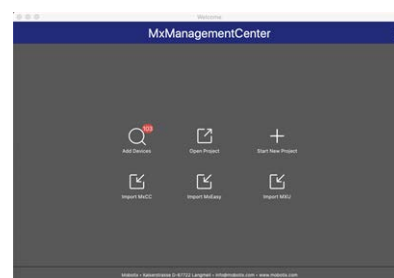 Welcome
MxManagementCenter
103
Add Devices
Open Project
Start New Project
Import MxCC
Import MxEasy
Import MSU
Mobotix • Kaiserstrasse D-67722 Langmeil • info@mobotix.com • www.mobotix.com